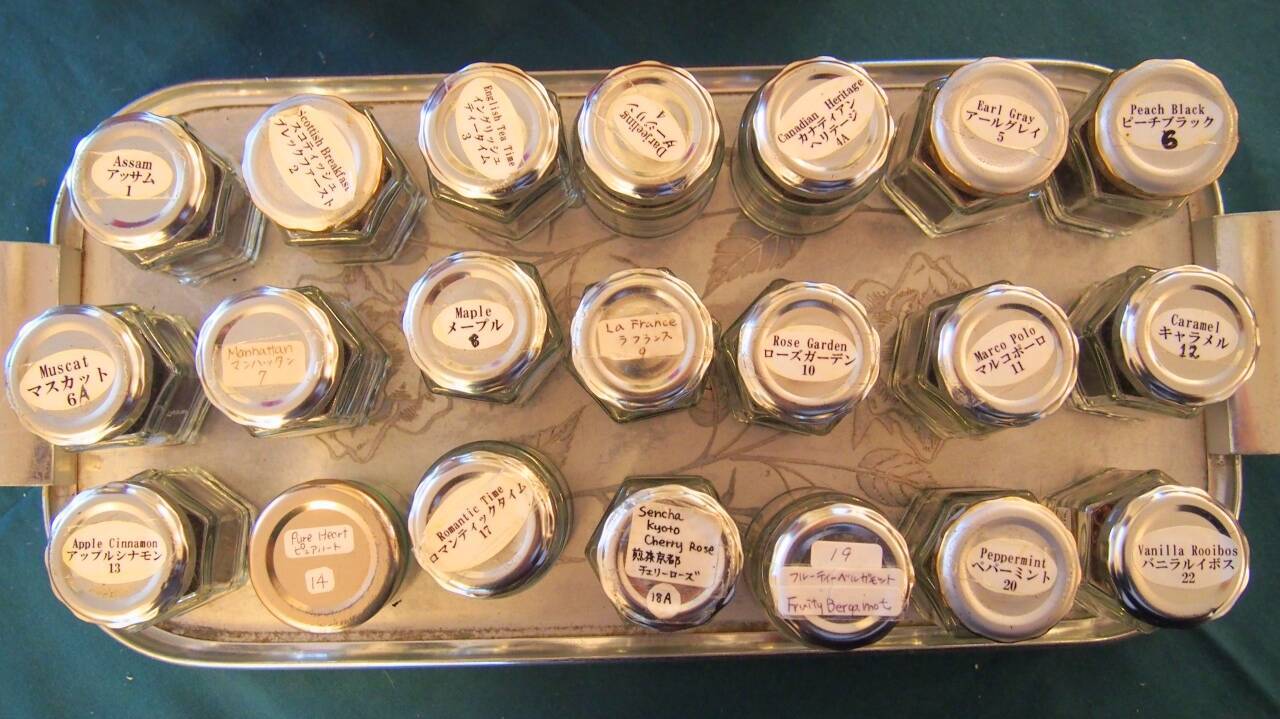 Assam
アッサム
1
Scottish Breakfast
スコティッシュ
ブレックファースト
2
English Tea Time
イングリッシュ
ティータイム
3
Darjeeling
ダージリン
4
Canadian Heritage
カナディアン
ヘリテージ
4A
Earl Gray
アールグレイ
5
Peach Black
ピーチブラック
6
Muscat
マスカット
6A
Manhattan
マンハッタン
7
Maple
メープル
8
La France
ラ フランス
9
Rose Garden
ローズガーデン
10
Marco Polo
マルコポーロ
11
Caramel
キャラメル
12
Apple Cinnamon
アップルシナモン
13
Pure Heart
ピュアハート
14
Romantic Time
ロマンティックタイム
17
Sencha
Kyoto
Cherry Rose
煎茶京都
チェリーローズ
18A
19
フルーティーベルガモット
Fruity Bergamot
Peppermint
ペパーミント
20
Vanilla Rooibos
バニラルイボス
22